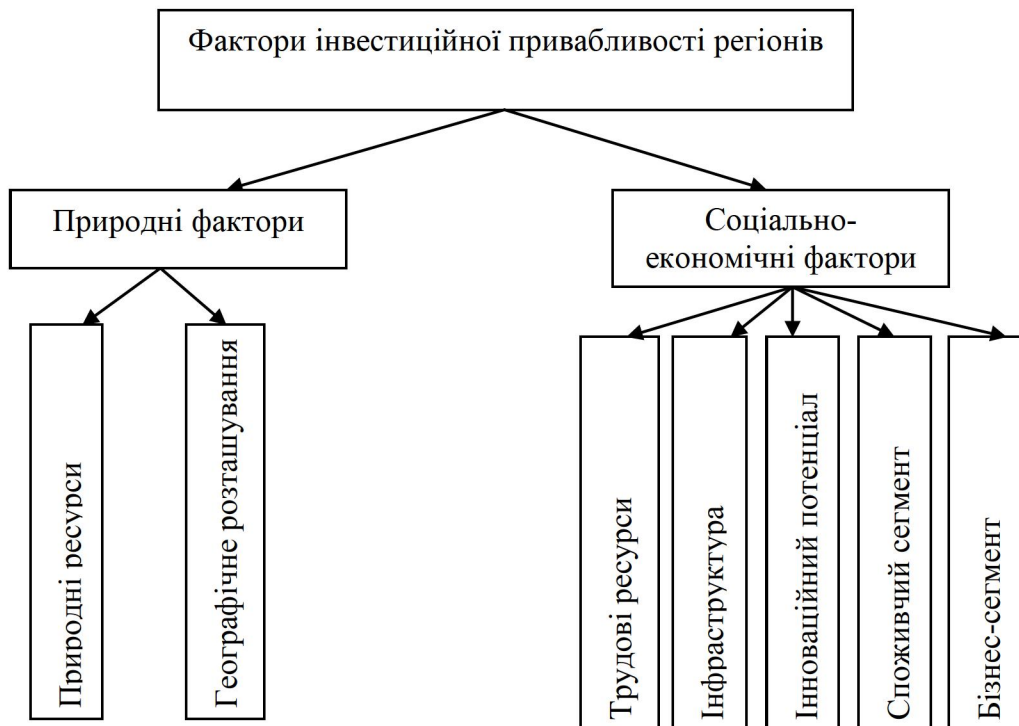 Фактори інвестиційної привабливості регіонів
Природні фактори
Соціально-
економічні фактори
Природні ресурси
Географічне розташування
Трудові ресурси
Інфраструктура
Інноваційний потенціал
Споживчий сегмент
Бізнес-сегмент